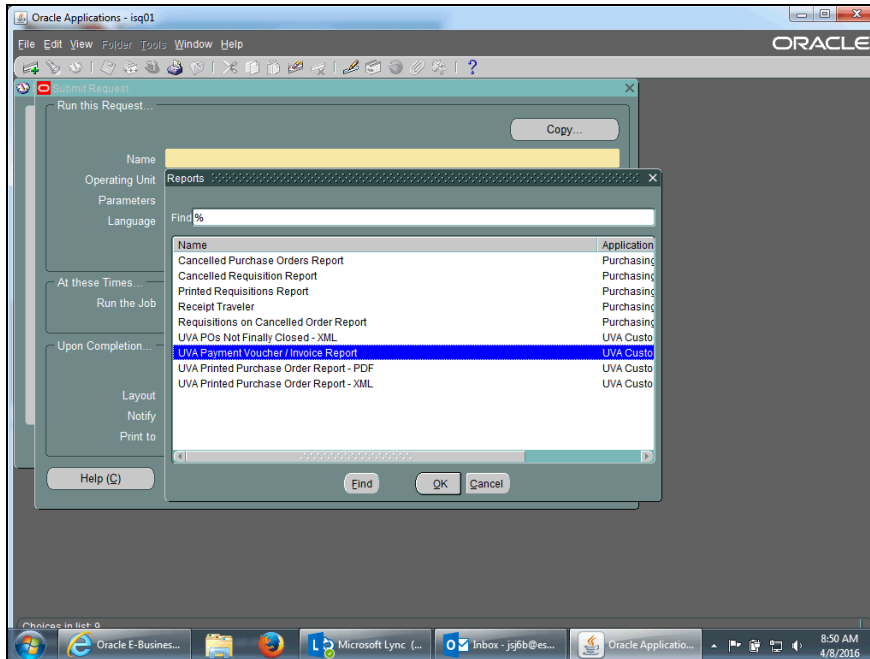 Oracle Applications - isq01
File Edit View Folder Tools Window Help
ORACLE
Submit Request
Run this Request...
Copy...
Name
Operating Unit
Parameters
Language
Reports
Find %
Name Application
Cancelled Purchase Orders Report Purchasing
Cancelled Requisition Report Purchasing
Printed Requisitions Report Purchasing
Receipt Traveler Purchasing
Requisitions on Cancelled Order Report Purchasing
UVA POs Not Finally Closed - XML UVA Custo
UVA Payment Voucher / Invoice Report UVA Custo
UVA Printed Purchase Order Report - PDF UVA Custo
UVA Printed Purchase Order Report - XML UVA Custo
At these Times...
Run the Job
Upon Completion...
Layout
Notify
Print to
Help (C)
Find OK Cancel
Choices in list: 9
Oracle E-Busines... Microsoft Lync (... Inbox - jsj6b@es... Oracle Applicatio... 8:50 AM
4/8/2016